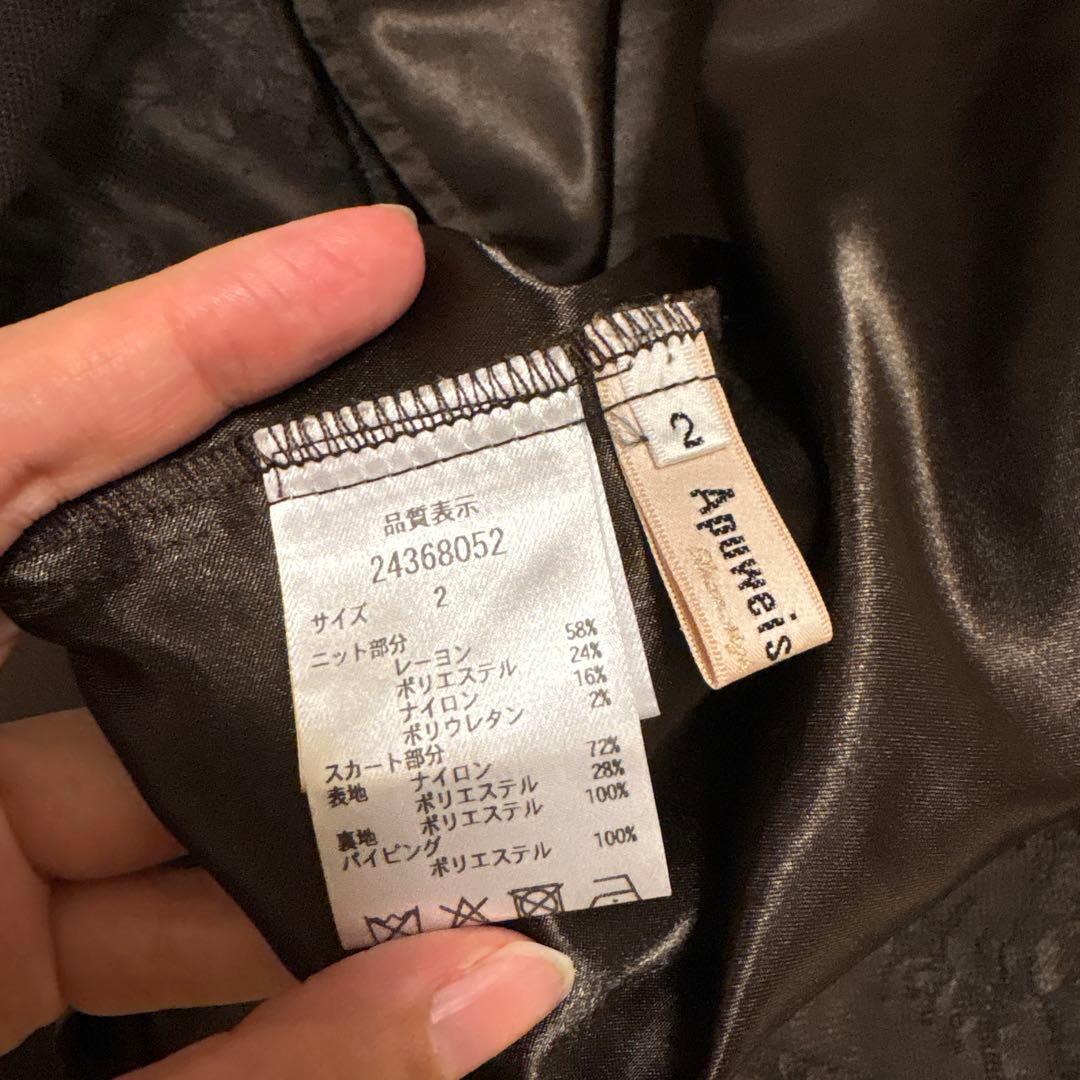 品質表示
24368052
サイズ 2
ニット部分
レーヨン 58%
ポリエステル 24%
ナイロン 16%
ポリウレタン 2%
スカート部分
表地 ナイロン 72%
ポリエステル 28%
裏地 ポリエステル 100%
パイピング
ポリエステル 100%
2
Apuweis